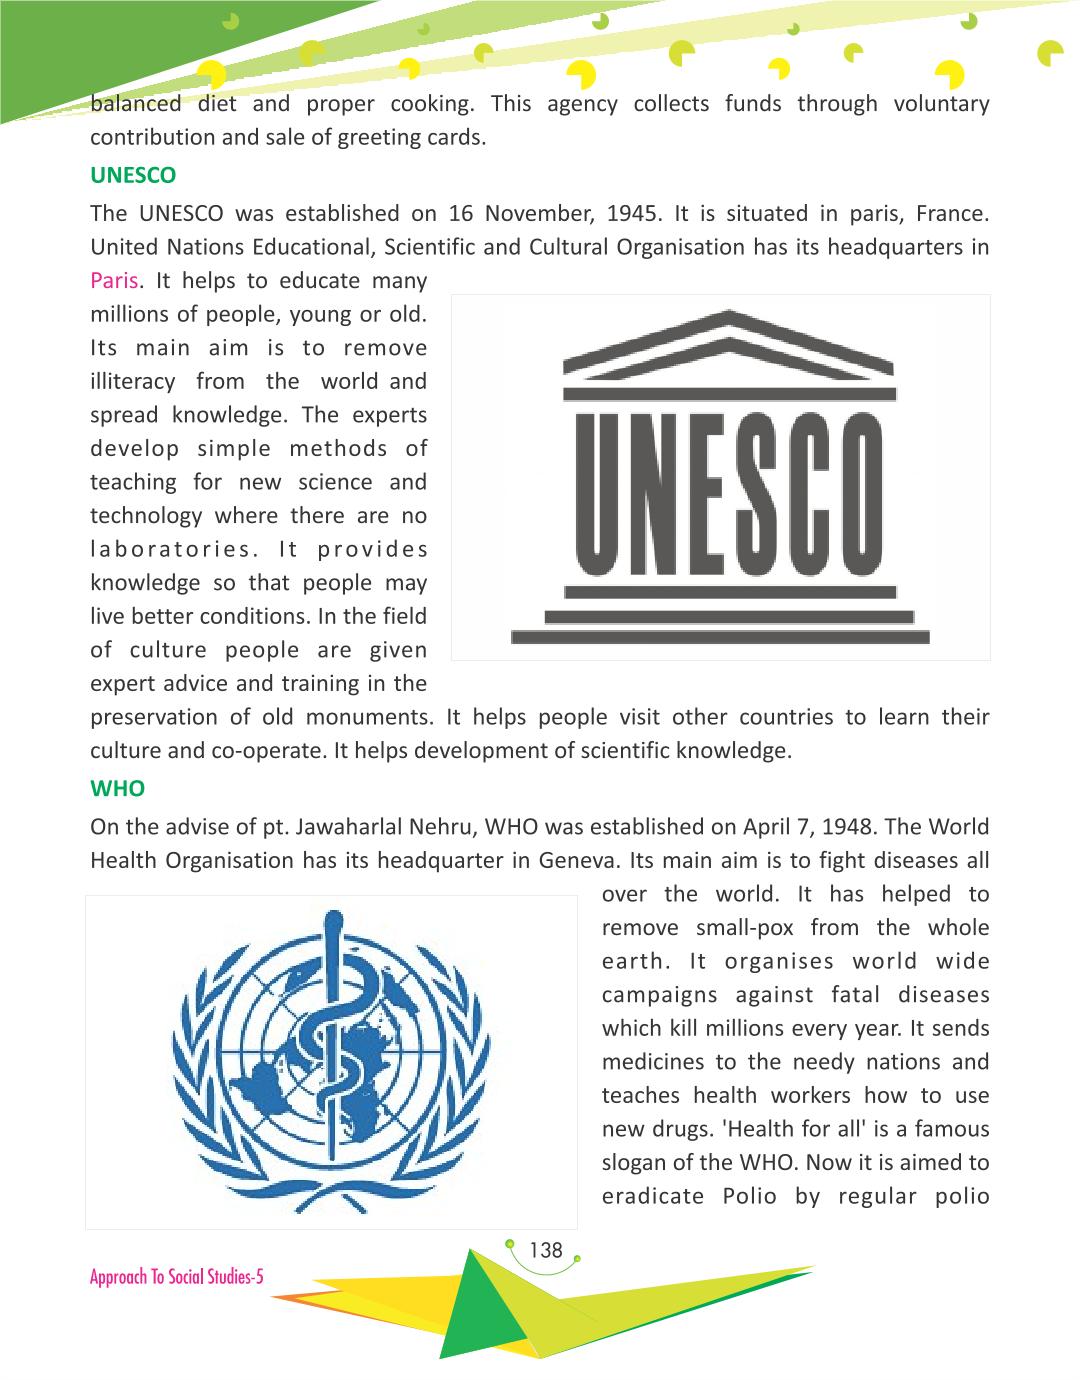 balanced diet and proper cooking. This agency collects funds through voluntary
contribution and sale of greeting cards.
UNESCO
The UNESCO was established on 16 November, 1945. It is situated in paris, France.
United Nations Educational, Scientific and Cultural Organisation has its headquarters in
Paris. It helps to educate many
millions of people, young or old.
Its main aim is to remove
illiteracy from the world and
spread knowledge. The experts
develop simple methods of
teaching for new science and
technology where there are no
laboratories. It provides
knowledge so that people may
live better conditions. In the field
of culture people are given
expert advice and training in the
UNESCO
preservation of old monuments. It helps people visit other countries to learn their
culture and co-operate. It helps development of scientific knowledge.
WHO
On the advise of pt. Jawaharlal Nehru, WHO was established on April 7, 1948. The World
Health Organisation has its headquarter in Geneva. Its main aim is to fight diseases all
over the world. It has helped to
remove small-pox from the whole
earth. It organises world wide
campaigns against fatal diseases
which kill millions every year. It sends
medicines to the needy nations and
teaches health workers how to use
new drugs. 'Health for all' is a famous
slogan of the WHO. Now it is aimed to
eradicate Polio by regular polio
138
Approach To Social Studies-5